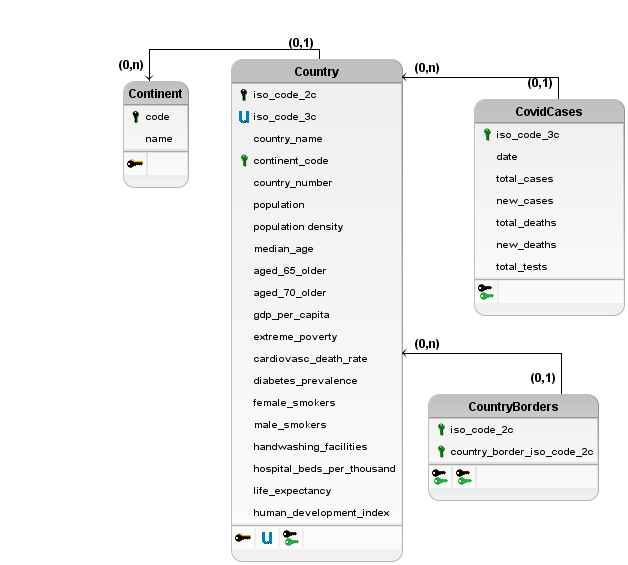 (0,1)
(0,n)
Continent
code
name
Country
iso_code_2c
iso_code_3c
country_name
continent_code
country_number
population
population density
median_age
aged_65_older
aged_70_older
gdp_per_capita
extreme_poverty
cardiovasc_death_rate
diabetes_prevalence
female_smokers
male_smokers
handwashing_facilities
hospital_beds_per_thousand
life_expectancy
human_development_index
(0,n)
(0,1)
CovidCases
iso_code_3c
date
total_cases
new_cases
total_deaths
new_deaths
total_tests
(0,n)
(0,1)
CountryBorders
iso_code_2c
country_border_iso_code_2c